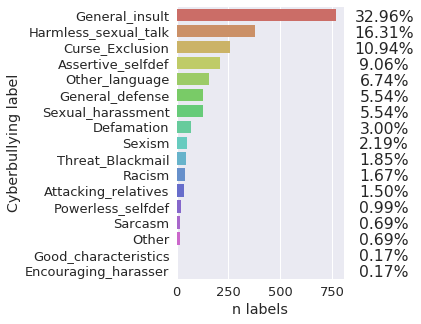 General_insult 32.96%
Harmless_sexual_talk 16.31%
Curse_Exclusion 10.94%
Assertive_selfdef 9.06%
Other_language 6.74%
General_defense 5.54%
Sexual_harassment 5.54%
Defamation 3.00%
Sexism 2.19%
Threat_Blackmail 1.85%
Racism 1.67%
Attacking_relatives 1.50%
Powerless_selfdef 0.99%
Sarcasm 0.69%
Other 0.69%
Good_characteristics 0.17%
Encouraging_harasser 0.17%
0 250 500 750
n labels
Cyberbullying label